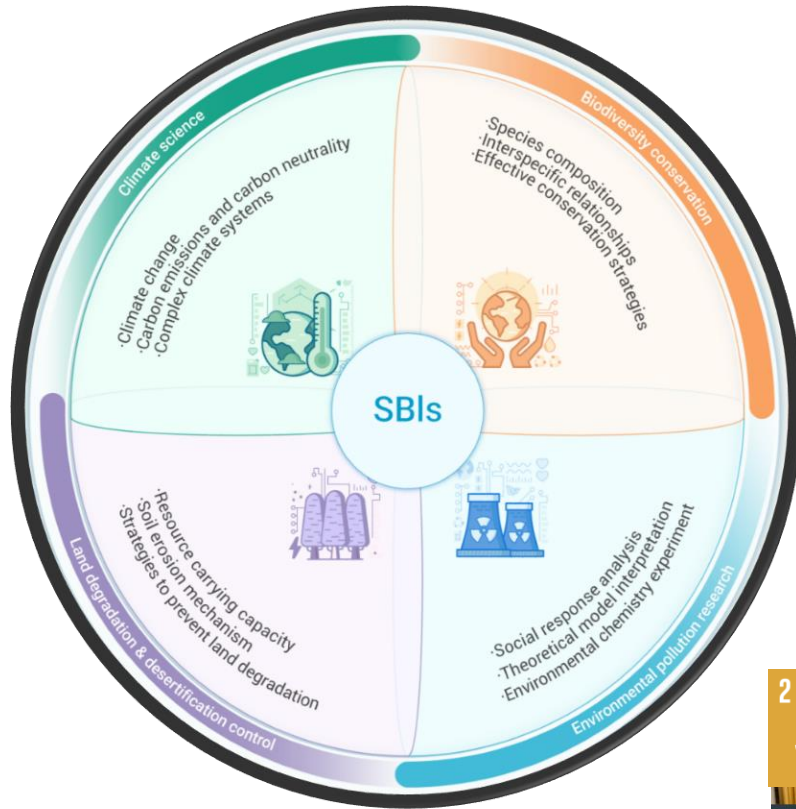 Climate science
·Climate change
·Carbon emissions and carbon neutrality
·Complex climate systems
Biodiversity conservation
·Species composition
·Interspecific relationships
·Effective conservation strategies
SBIs
Land degradation & desertification control
·Resource carrying capacity
·Soil erosion mechanism
·Strategies to prevent land degradation
Environmental pollution research
·Social response analysis
·Theoretical model interpretation
·Environmental chemistry experiment
2